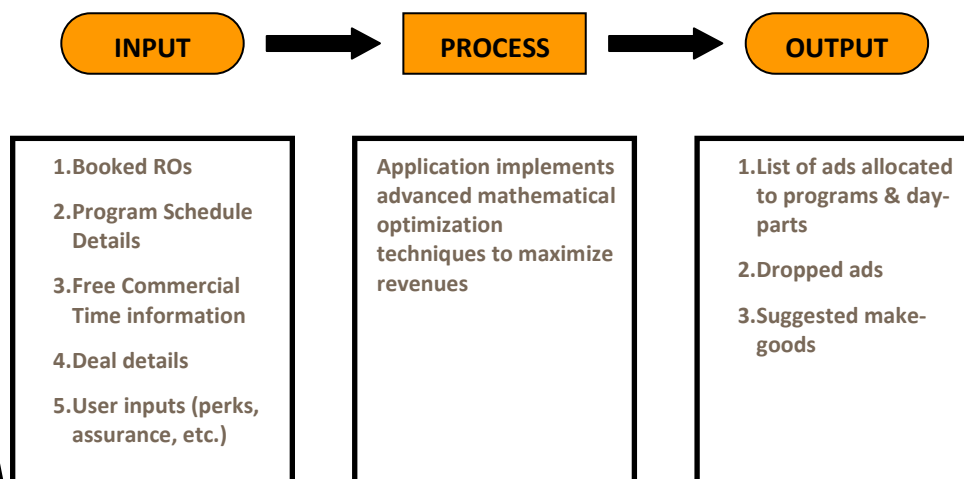 INPUT
PROCESS
OUTPUT
1.Booked ROs
2.Program Schedule
Details
3.Free Commercial
Time information
4.Deal details
5.User inputs (perks,
assurance, etc.)
Application implements
advanced mathematical
optimization
techniques to maximize
revenues
1.List of ads allocated
to programs & day-
parts
2.Dropped ads
3.Suggested make-
goods